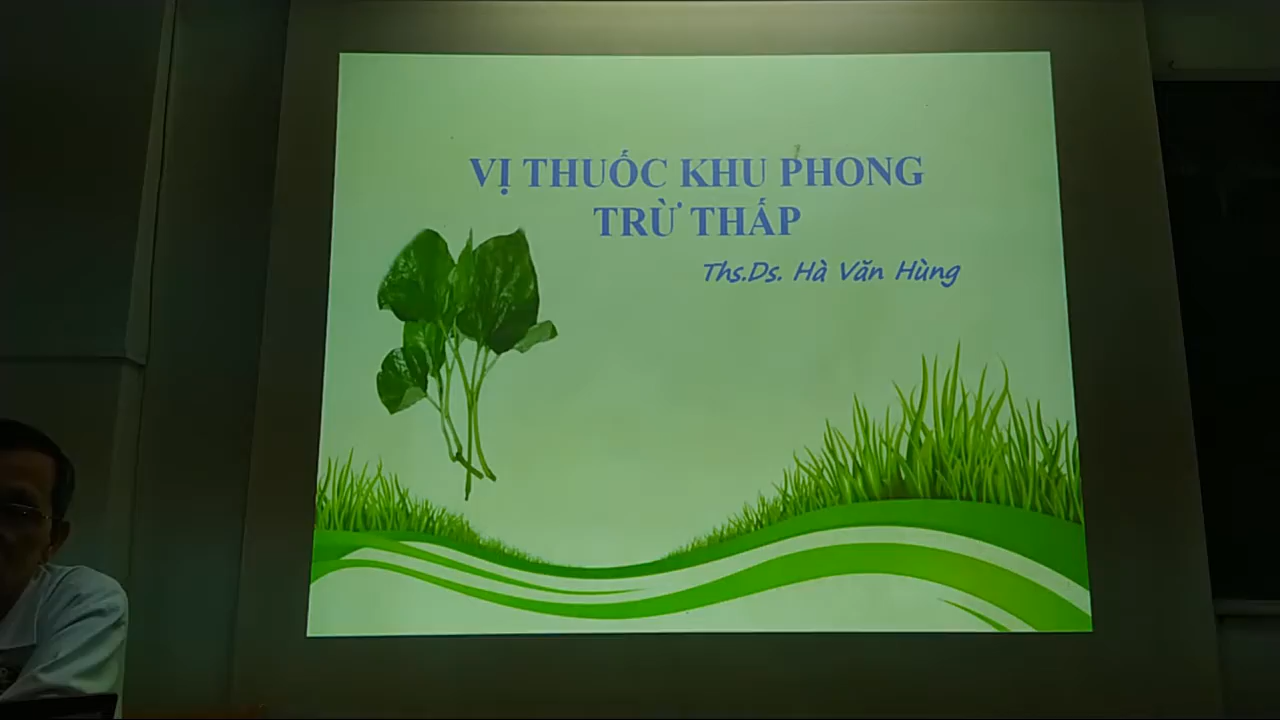 VỊ THUỐC KHU PHONG
TRỪ THẤP
Ths.Ds. Hà Văn Hùng